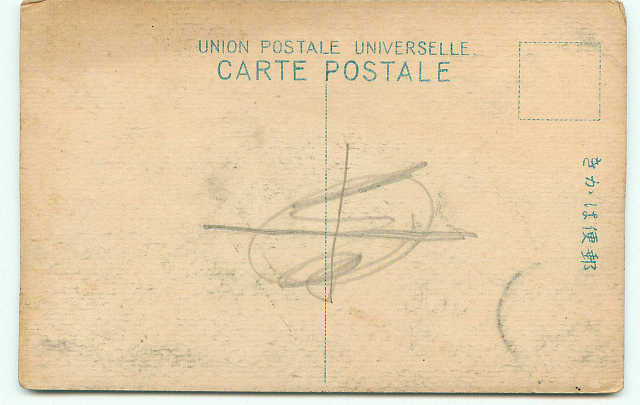 UNION POSTALE UNIVERSELLE.
CARTE POSTALE
郵便はかき